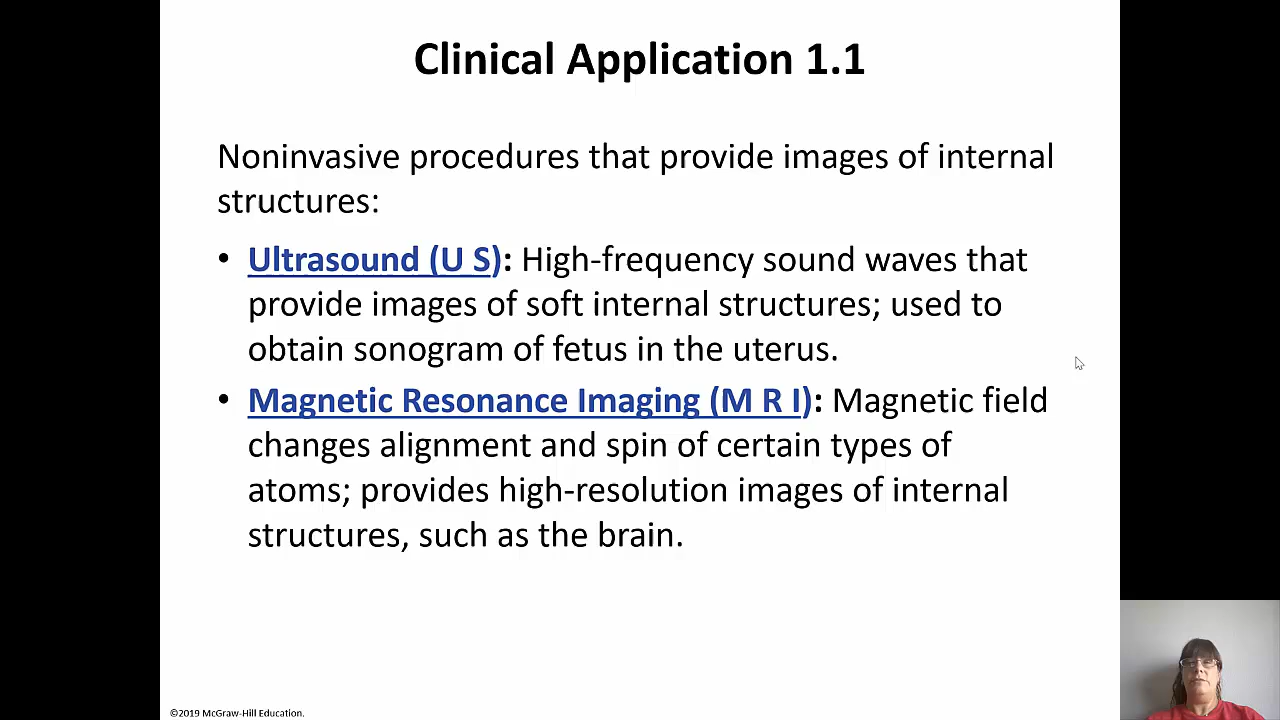 Clinical Application 1.1
Noninvasive procedures that provide images of internal
structures:
• Ultrasound (U S): High-frequency sound waves that
provide images of soft internal structures; used to
obtain sonogram of fetus in the uterus.
• Magnetic Resonance Imaging (M R I): Magnetic field
changes alignment and spin of certain types of
atoms; provides high-resolution images of internal
structures, such as the brain.
©2019 McGraw-Hill Education.